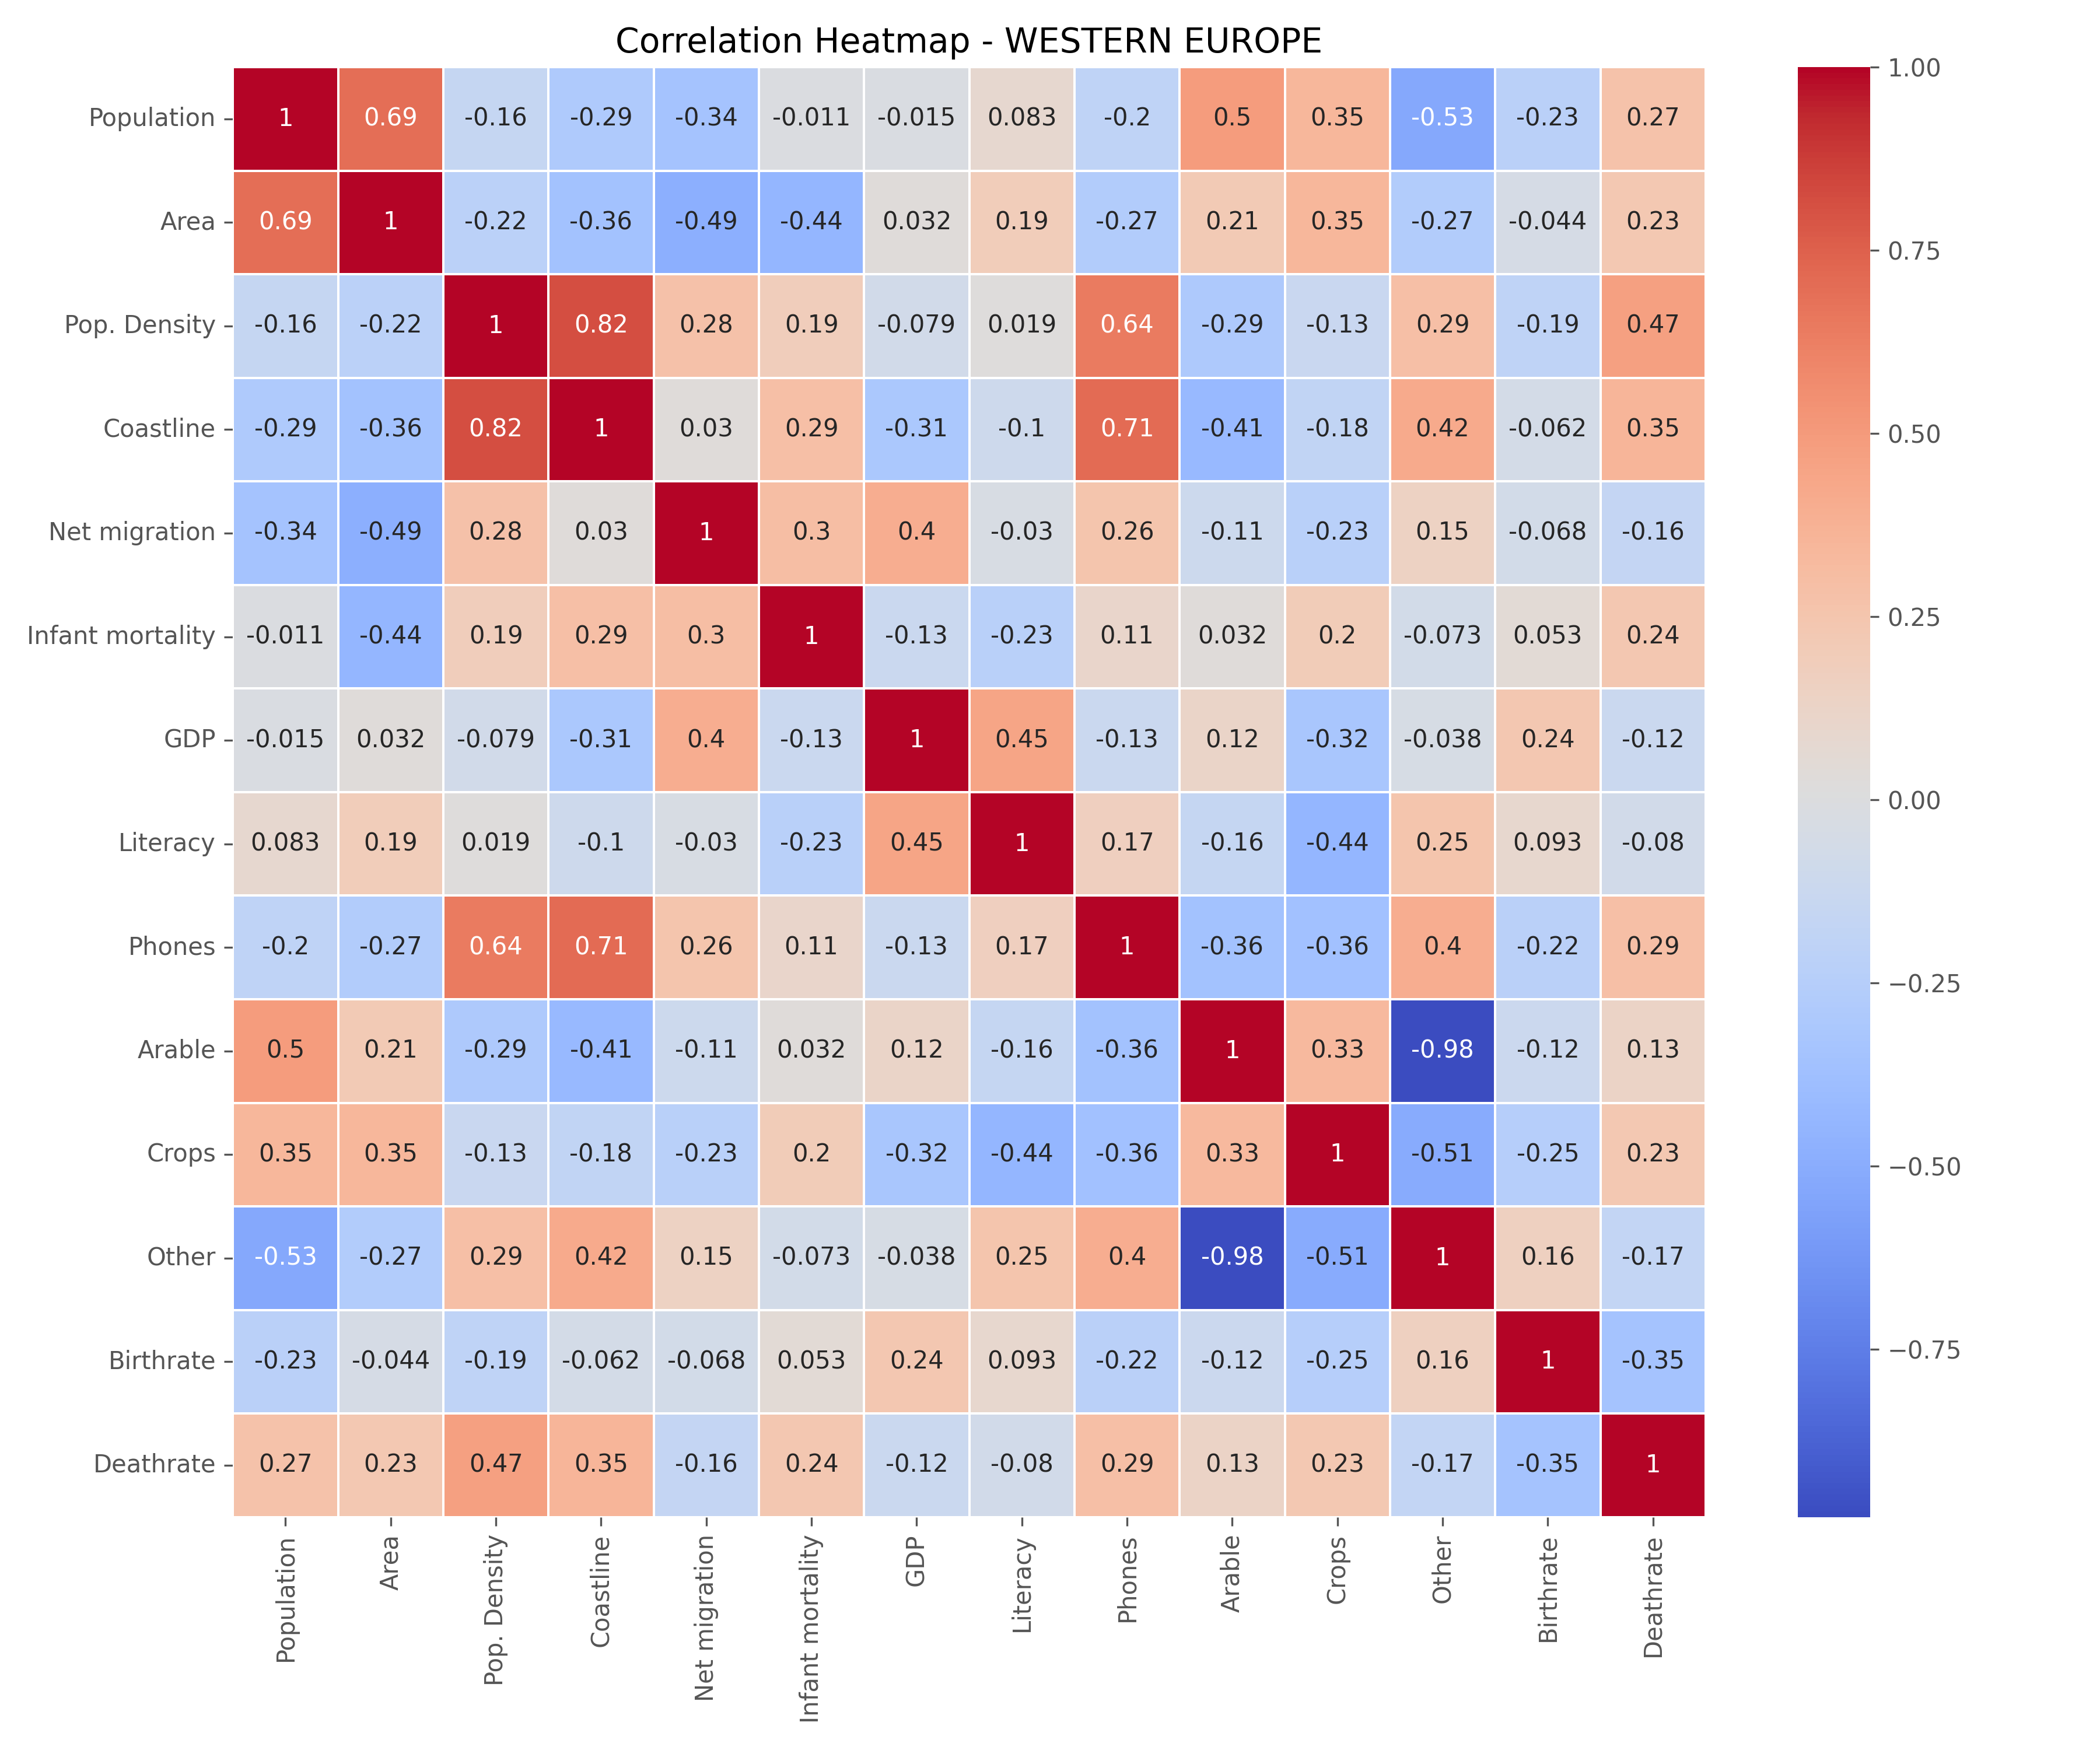 Correlation Heatmap - WESTERN EUROPE
Population 1 0.69 -0.16 -0.29 -0.34 -0.011 -0.015 0.083 -0.2 0.5 0.35 -0.53 -0.23 0.27
Area 0.69 1 -0.22 -0.36 -0.49 -0.44 0.032 0.19 -0.27 0.21 0.35 -0.27 -0.044 0.23
Pop. Density -0.16 -0.22 1 0.82 0.28 0.19 -0.079 0.019 0.64 -0.29 -0.13 0.29 -0.19 0.47
Coastline -0.29 -0.36 0.82 1 0.03 0.29 -0.31 -0.1 0.71 -0.41 -0.18 0.42 -0.062 0.35
Net migration -0.34 -0.49 0.28 0.03 1 0.3 0.4 -0.03 0.26 -0.11 -0.23 0.15 -0.068 -0.16
Infant mortality -0.011 -0.44 0.19 0.29 0.3 1 -0.13 -0.23 0.11 0.032 0.2 -0.073 0.053 0.24
GDP -0.015 0.032 -0.079 -0.31 0.4 -0.13 1 0.45 -0.13 0.12 -0.32 -0.038 0.24 -0.12
Literacy 0.083 0.19 0.019 -0.1 -0.03 -0.23 0.45 1 0.17 -0.16 -0.44 0.25 0.093 -0.08
Phones -0.2 -0.27 0.64 0.71 0.26 0.11 -0.13 0.17 1 -0.36 -0.36 0.4 -0.22 0.29
Arable 0.5 0.21 -0.29 -0.41 -0.11 0.032 0.12 -0.16 -0.36 1 0.33 -0.98 -0.12 0.13
Crops 0.35 0.35 -0.13 -0.18 -0.23 0.2 -0.32 -0.44 -0.36 0.33 1 -0.51 -0.25 0.23
Other -0.53 -0.27 0.29 0.42 0.15 -0.073 -0.038 0.25 0.4 -0.98 -0.51 1 0.16 -0.17
Birthrate -0.23 -0.044 -0.19 -0.062 -0.068 0.053 0.24 0.093 -0.22 -0.12 -0.25 0.16 1 -0.35
Deathrate 0.27 0.23 0.47 0.35 -0.16 0.24 -0.12 -0.08 0.29 0.13 0.23 -0.17 -0.35 1
Population
Area
Pop. Density
Coastline
Net migration
Infant mortality
GDP
Literacy
Phones
Arable
Crops
Other
Birthrate
Deathrate
1.00
0.75
0.50
0.25
0.00
−0.25
−0.50
−0.75